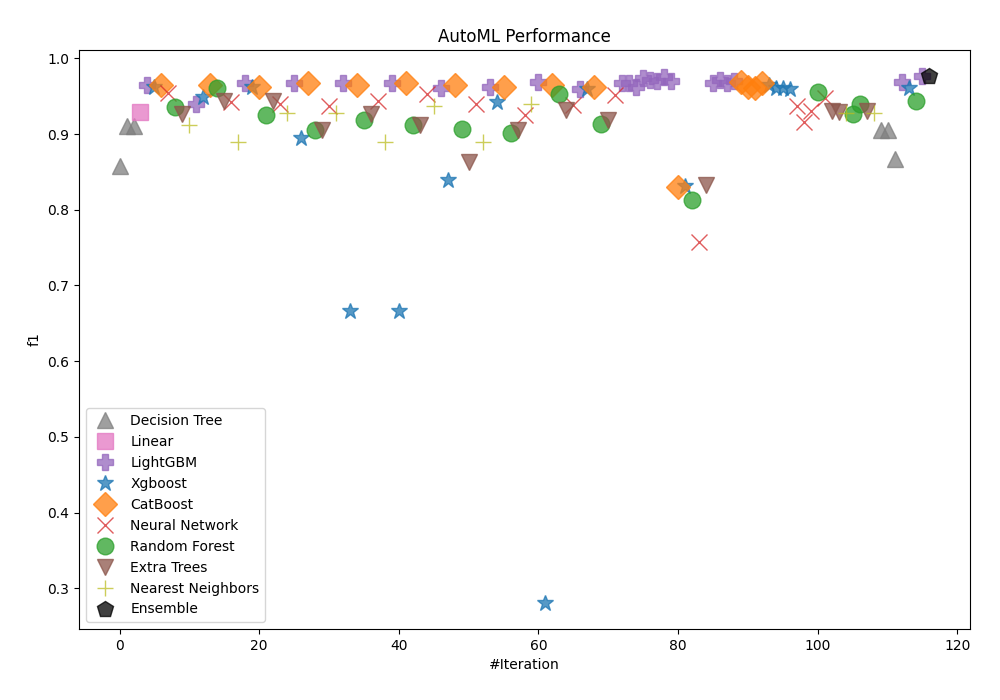 AutoML Performance
1.0
0.9
0.8
0.7
0.6
0.5
0.4
0.3
f1
Decision Tree
Linear
LightGBM
Xgboost
CatBoost
Neural Network
Random Forest
Extra Trees
Nearest Neighbors
Ensemble
0 20 40 60 80 100 120
#Iteration